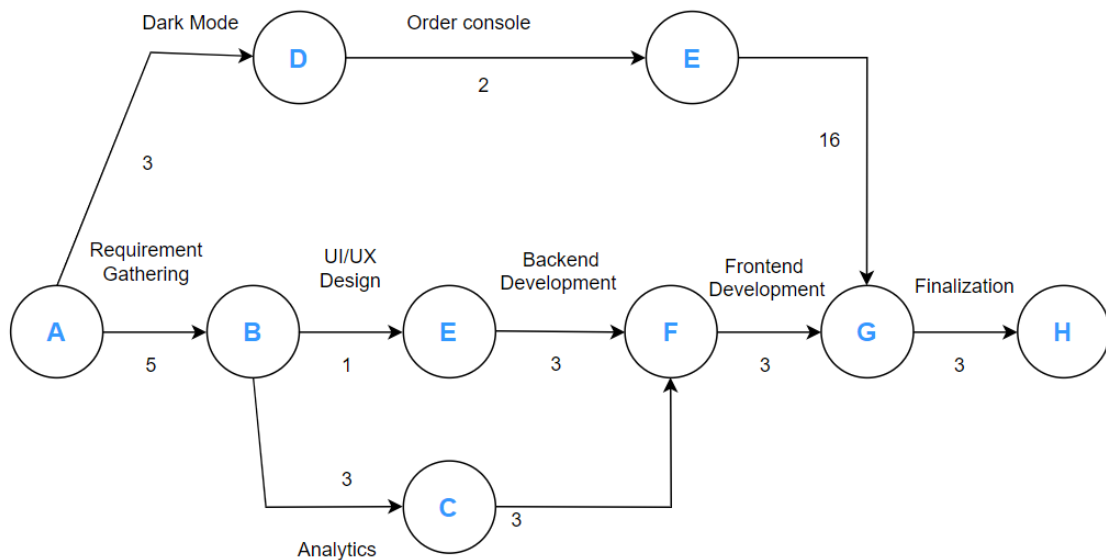 Dark Mode
Order console
D
E
2
16
3
Requirement
Gathering
UI/UX
Design
Backend
Development
Frontend
Development
Finalization
A
B
E
F
G
H
5
1
3
3
3
3
C
3
Analytics